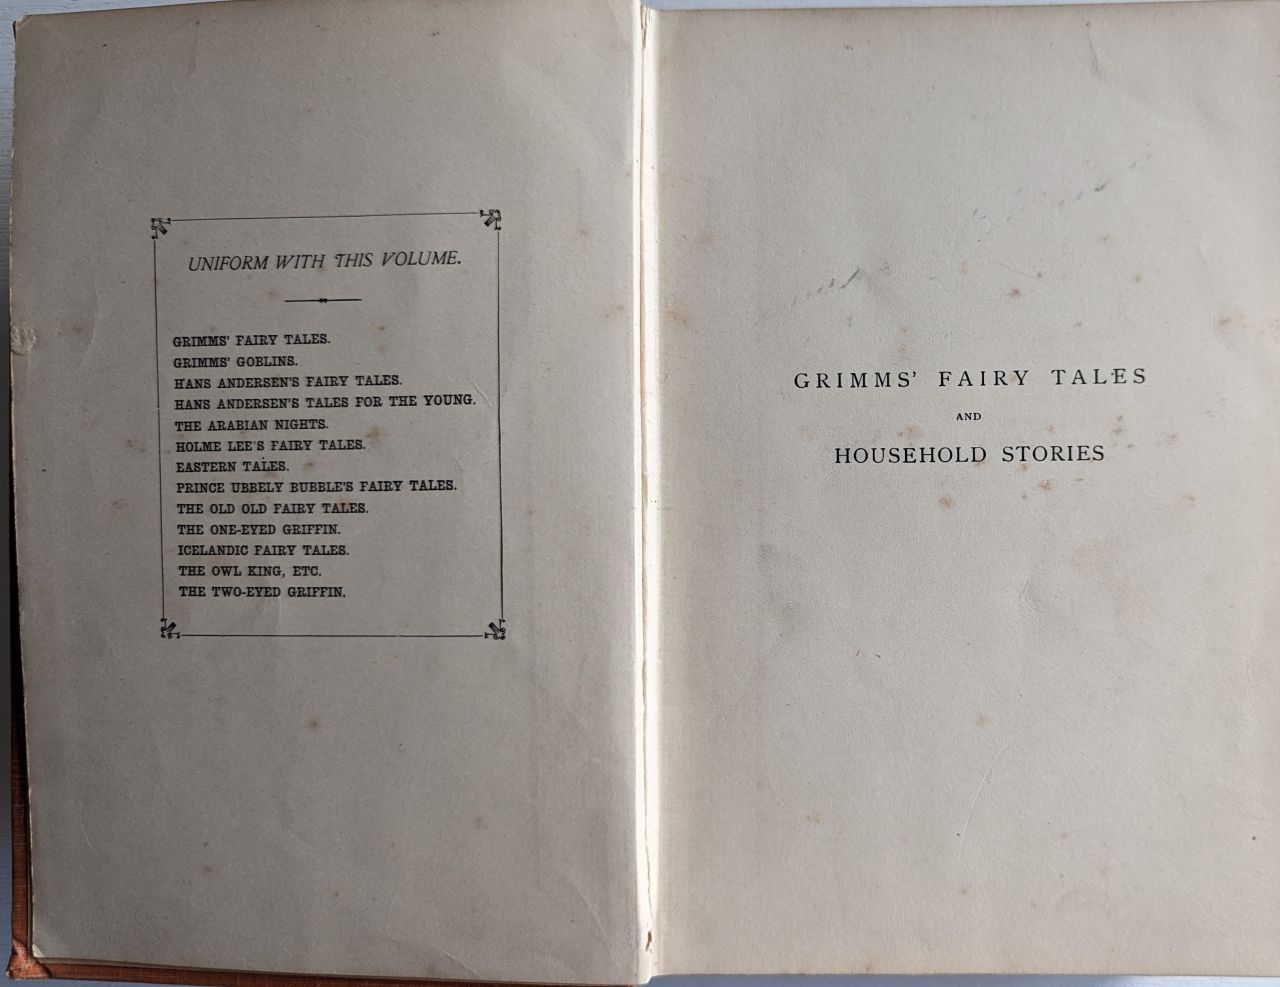 UNIFORM WITH THIS VOLUME.
GRIMMS' FAIRY TALES.
GRIMMS' GOBLINS.
HANS ANDERSEN'S FAIRY TALES.
HANS ANDERSEN'S TALES FOR THE YOUNG.
THE ARABIAN NIGHTS.
HOLME LEE'S FAIRY TALES.
EASTERN TALES.
PRINCE UBBELY BUBBLE'S FAIRY TALES.
THE OLD OLD FAIRY TALES.
THE ONE-EYED GRIFFIN.
ICELANDIC FAIRY TALES.
THE OWL KING, ETC.
THE TWO-EYED GRIFFIN.
GRIMMS' FAIRY TALES
AND
HOUSEHOLD STORIES